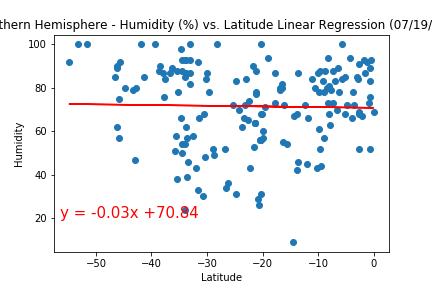 thern Hemisphere - Humidity (%) vs. Latitude Linear Regression (07/19/
100
80
60
40
20
Humidity
y = -0.03x +70.84
−50 −40 −30 −20 −10 0
Latitude